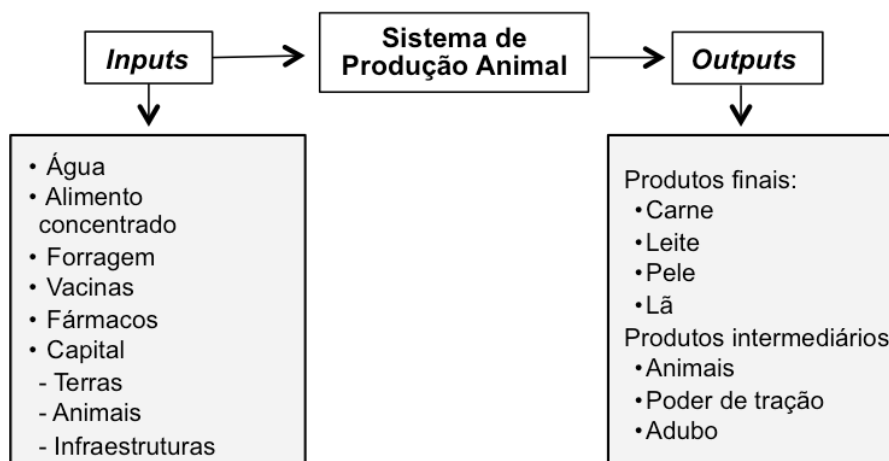 Inputs
Sistema de
Produção Animal
Outputs
• Água
• Alimento
concentrado
• Forragem
• Vacinas
• Fármacos
• Capital
- Terras
- Animais
- Infraestruturas
Produtos finais:
• Carne
• Leite
• Pele
• Lã
Produtos intermediários
• Animais
• Poder de tração
• Adubo